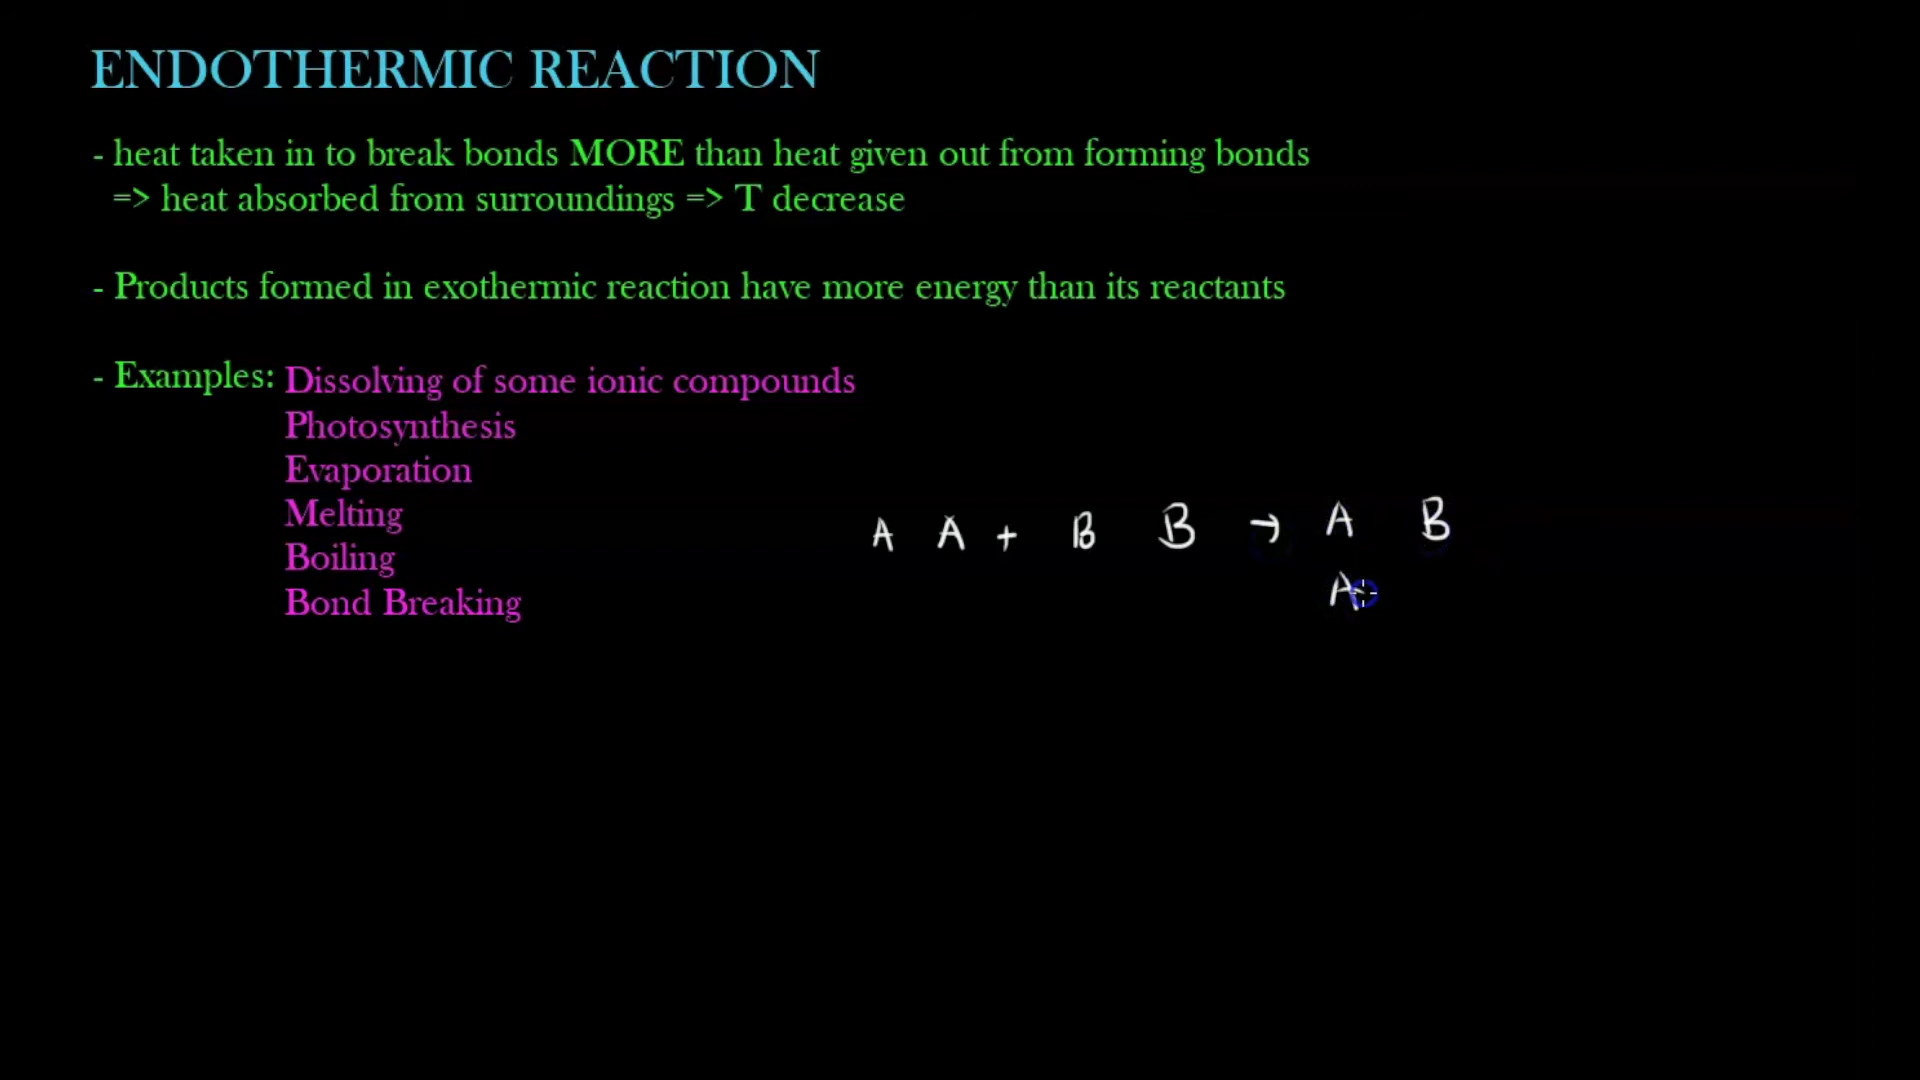 ENDOTHERMIC REACTION
- heat taken in to break bonds MORE than heat given out from forming bonds
=> heat absorbed from surroundings => T decrease
- Products formed in exothermic reaction have more energy than its reactants
- Examples: Dissolving of some ionic compounds
Photosynthesis
Evaporation
Melting
Boiling
Bond Breaking
A A + B B → A B
A